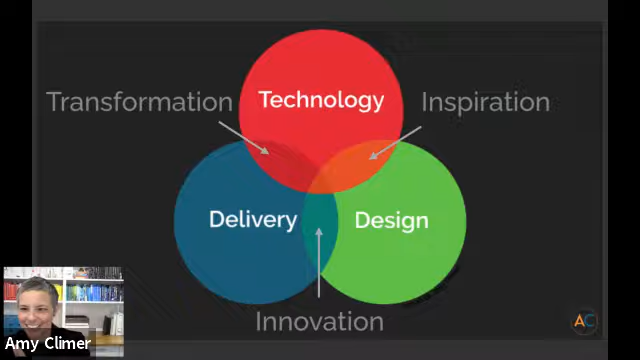 Transformation
Technology
Inspiration
Delivery
Design
Innovation
AC
Amy Climer